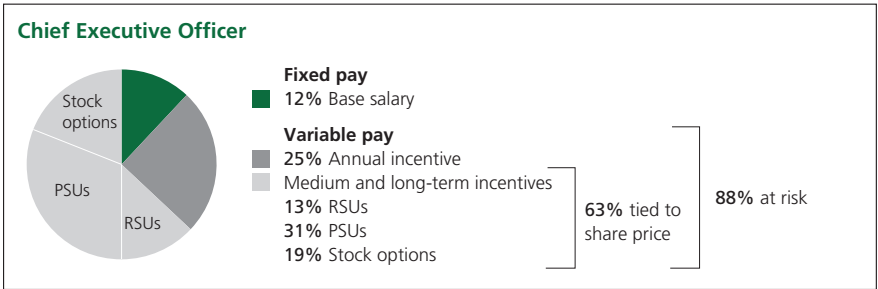 Chief Executive Officer
Stock
options
PSUs
RSUs
Fixed pay
12% Base salary
Variable pay
25% Annual incentive
Medium and long-term incentives
13% RSUs
31% PSUs
19% Stock options
63% tied to
share price
88% at risk